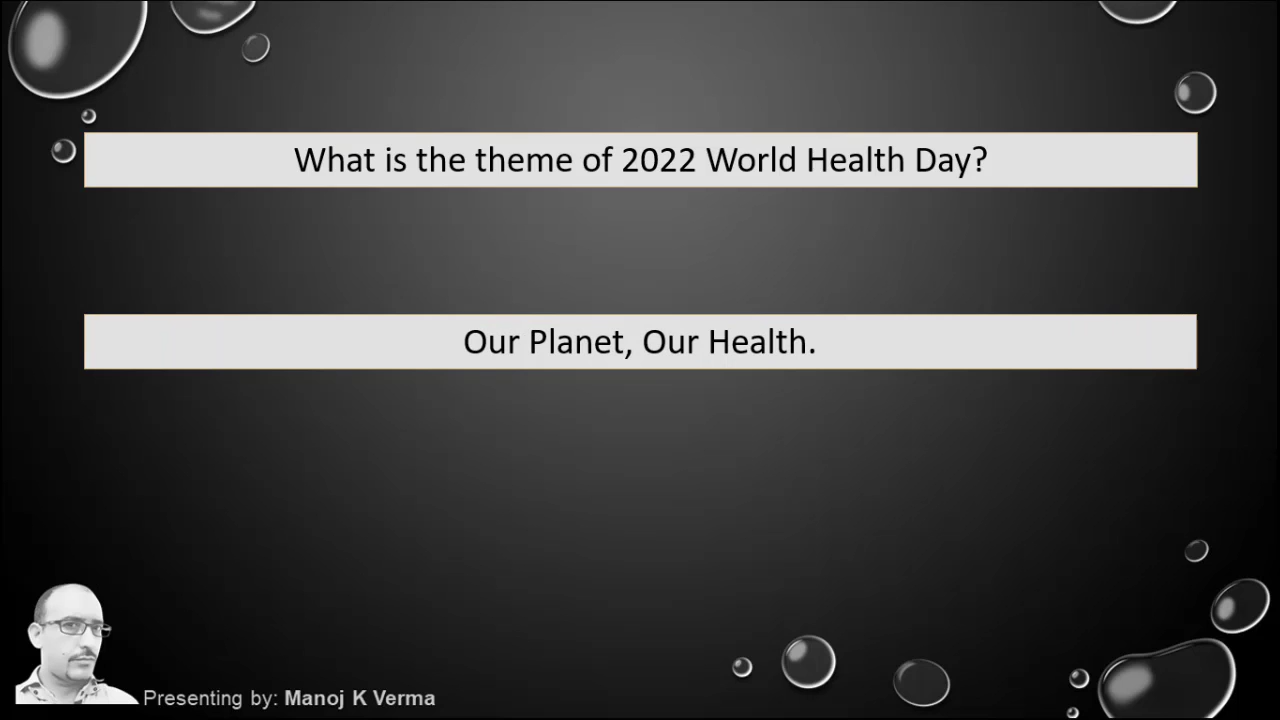 What is the theme of 2022 World Health Day?
Our Planet, Our Health.
Presenting by: Manoj K Verma